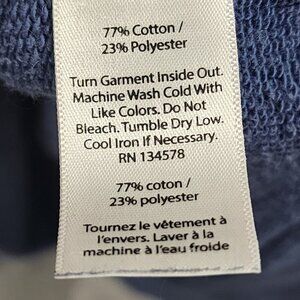 77% Cotton /
23% Polyester
Turn Garment Inside Out.
Machine Wash Cold With
Like Colors. Do Not
Bleach. Tumble Dry Low.
Cool Iron If Necessary.
RN 134578
77% coton /
23% polyester
Tournez le vêtement à
l'envers. Laver à la
machine à l'eau froide